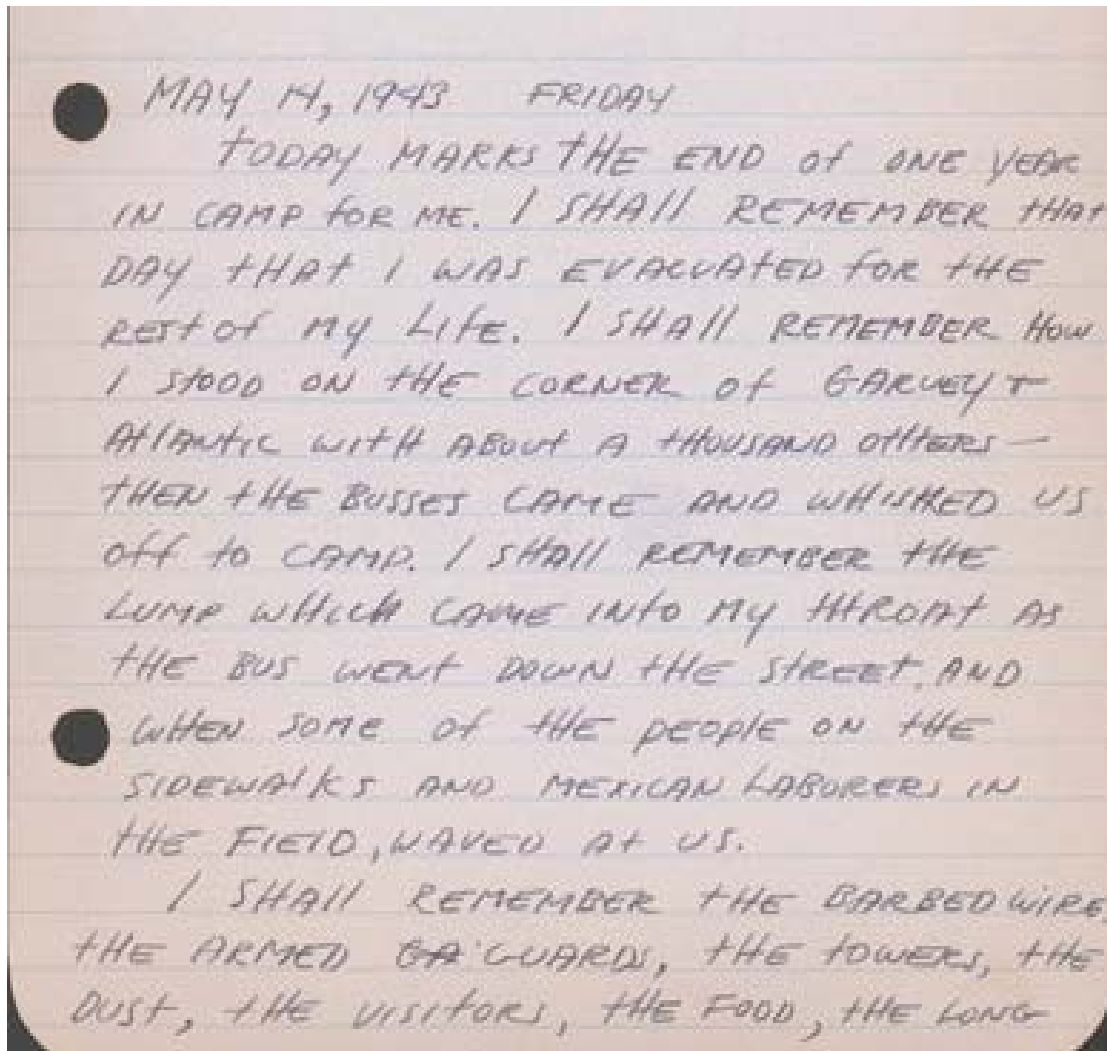 MAY 14, 1943 FRIDAY
TODAY MARKS THE END of ONE YEAR
IN CAMP for ME. I SHAll REMEMBER tHAt
DAY tHAt I WAS EVACUATED for tHE
REST of MY LIfE. I SHAll REMEMBER HOW
I STOOD ON tHE CORNER of GARVEY +
AtlANtIC WItH ABOUT A tHOUSAND OtHERS —
THEN tHE BUSSES CAME AND WHISKED US
Off to CAMP. I SHAll REMEMBER tHE
LUMP WHICH CAME INto MY tHROAt AS
tHE BUS WENt DOWN tHE StREEt, AND
WHEN SOME of tHE PEOPlE ON tHE
SIDEWAlKS AND MEXICAN LABORERS IN
tHE FIElD, WAVED At US.
I SHAll REMEMBER tHE BARBED WIRE,
tHE ARMED GUARDS, tHE tOWERS, tHE
DUSt, tHE VISItORS, tHE FOOD, tHE LONG